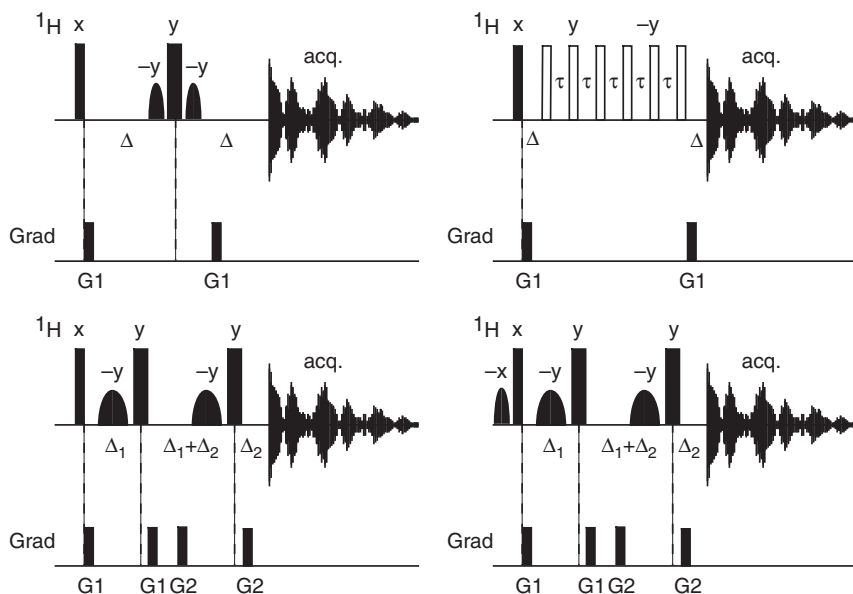 ¹H x y
−y −y acq.
Δ Δ
Grad
G1 G1
¹H x y −y
acq.
τ τ τ τ τ
Δ Δ
Grad
G1 G1
¹H x y y
−y −y acq.
Δ₁ Δ₁+Δ₂ Δ₂
Grad
G1 G1 G2 G2
¹H x y y
−x −y −y acq.
Δ₁ Δ₁+Δ₂ Δ₂
Grad
G1 G1 G2 G2